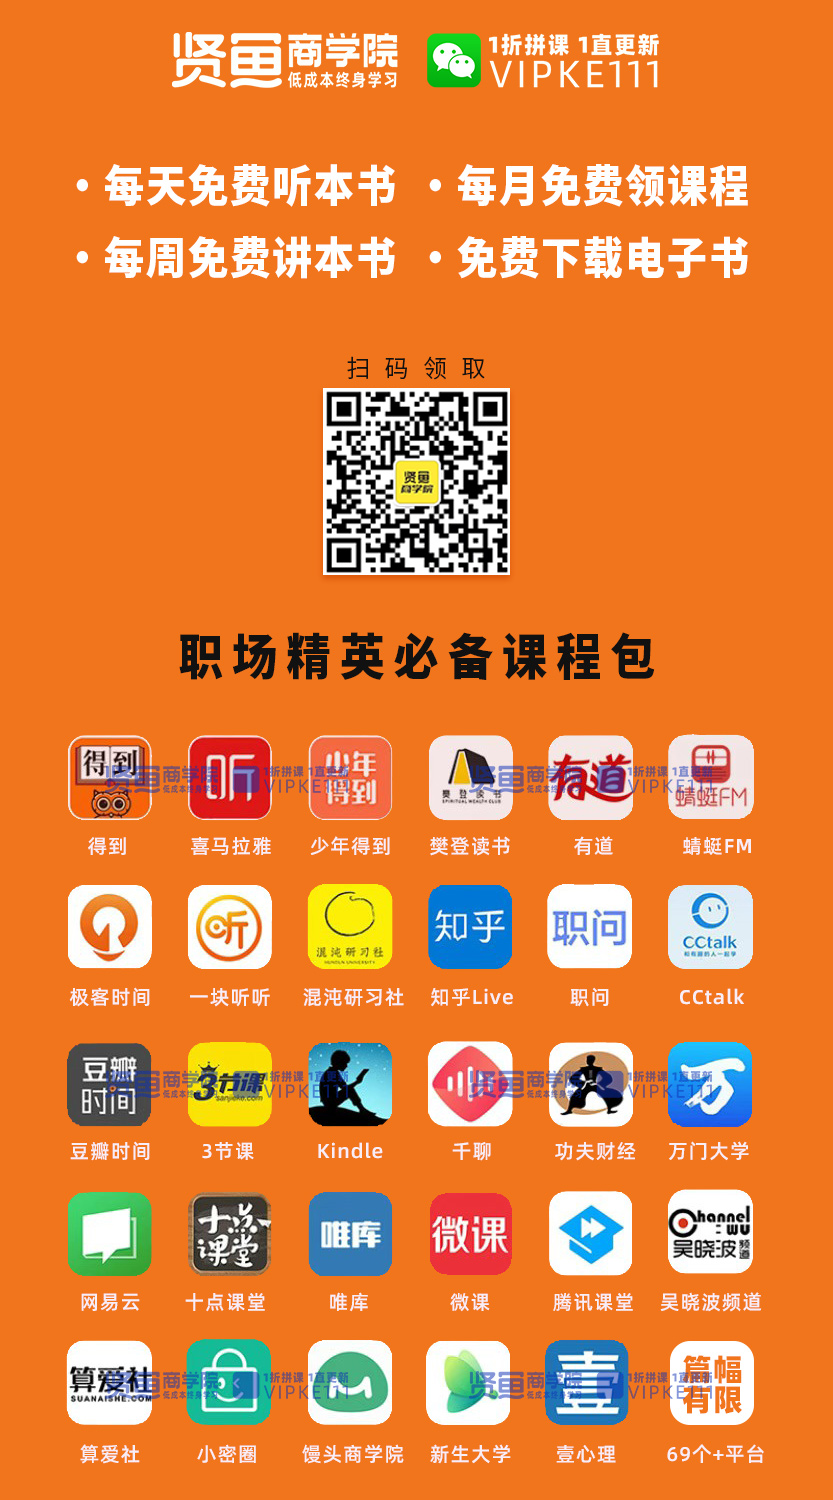 贤鱼商学院 低成本终身学习
1折拼课 1直更新
VIPKE111
·每天免费听本书 ·每月免费领课程
·每周免费讲本书 ·免费下载电子书
扫码领取
贤鱼商学院
职场精英必备课程包
得到 听 少年得到 樊登读书 SPIRITUAL WEALTH CLUB 有道 蜻蜓FM
贤鱼商学院 低成本终身学习 1折拼课 1直更新 VIPKE111 贤鱼商学院 低成本终身学习 1折拼课 1直更新 VIPKE111
得到 喜马拉雅 少年得到 樊登读书 有道 蜻蜓FM
听 混沌研习社 HUNDUN UNIVERSITY 知乎 职问 CCtalk 和有趣的人一起学
极客时间 一块听听 混沌研习社 知乎Live 职问 CCtalk
豆瓣时间 3节课 sanjieke.com 万
贤鱼商学院 低成本终身学习 1折拼课 1直更新 VIPKE111 贤鱼商学院 低成本终身学习 1折拼课 1直更新 VIPKE111
豆瓣时间 3节课 Kindle 千聊 功夫财经 万门大学
十点课堂 唯库 微课 Channel:WU 吴晓波频道
网易云 十点课堂 唯库 微课 腾讯课堂 吴晓波频道
算爱社 SUANAISHE.COM 壹 篇幅有限
贤鱼商学院 低成本终身学习 1折拼课 1直更新 VIPKE111 贤鱼商学院 低成本终身学习 1折拼课 1直更新 VIPKE111
算爱社 小密圈 馒头商学院 新生大学 壹心理 69个+平台